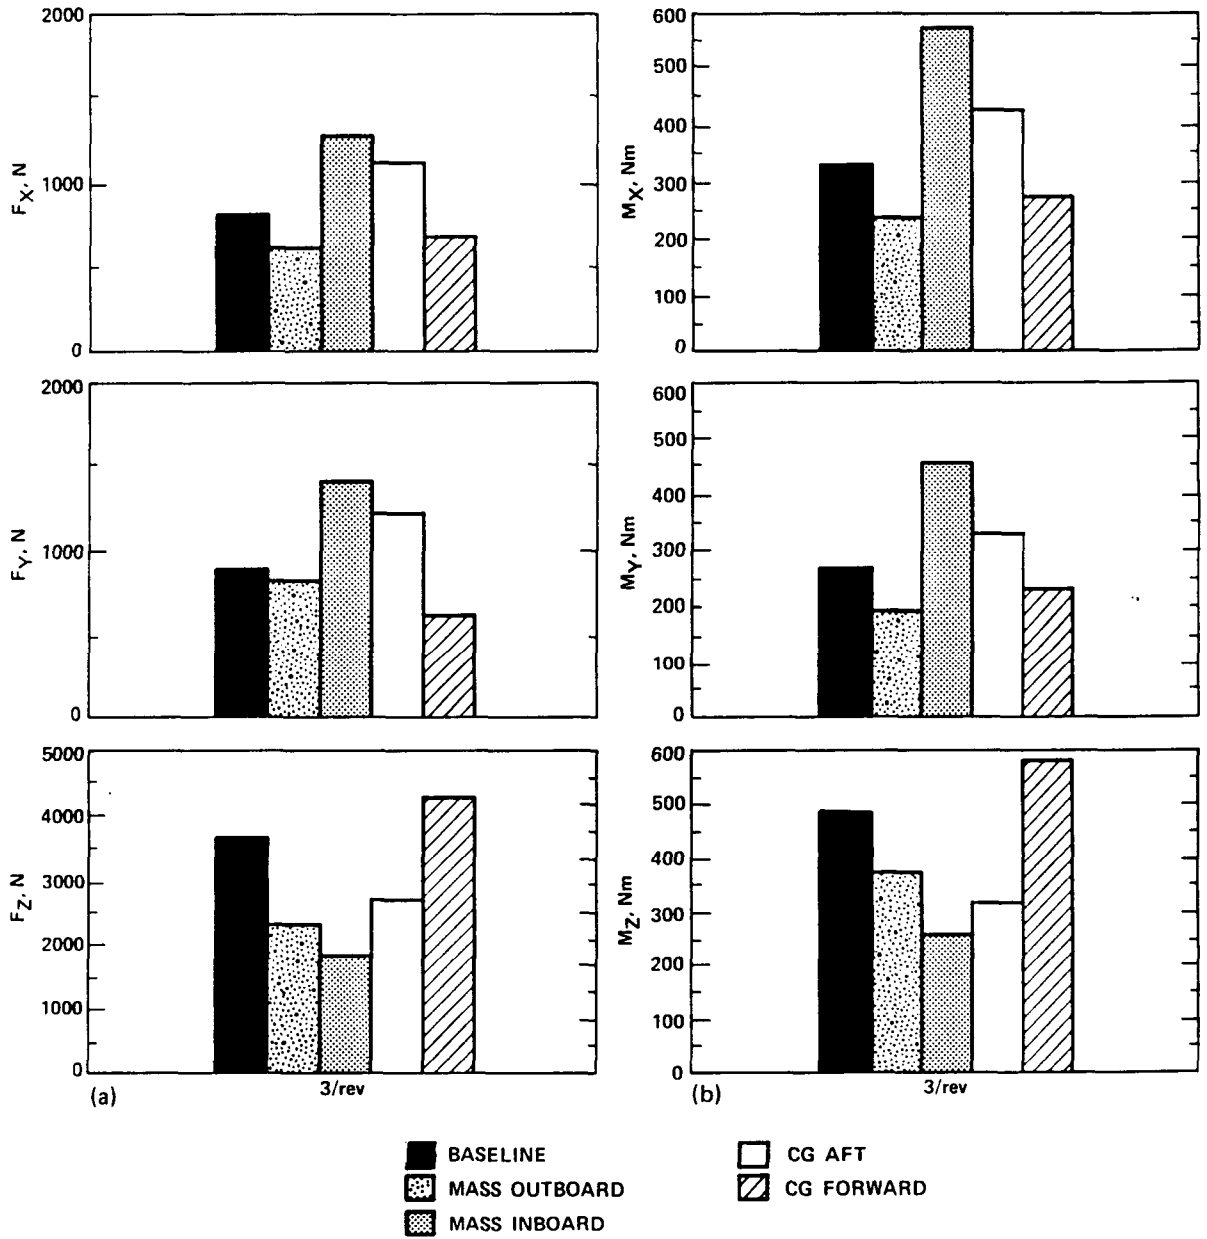 2000
1000
0
F_X, N
600
500
400
300
200
100
0
M_X, Nm
2000
1000
0
F_Y, N
600
500
400
300
200
100
0
M_Y, Nm
5000
4000
3000
2000
1000
0
F_Z, N
(a)
3/rev
600
500
400
300
200
100
0
M_Z, Nm
(b)
3/rev
BASELINE
MASS OUTBOARD
MASS INBOARD
CG AFT
CG FORWARD